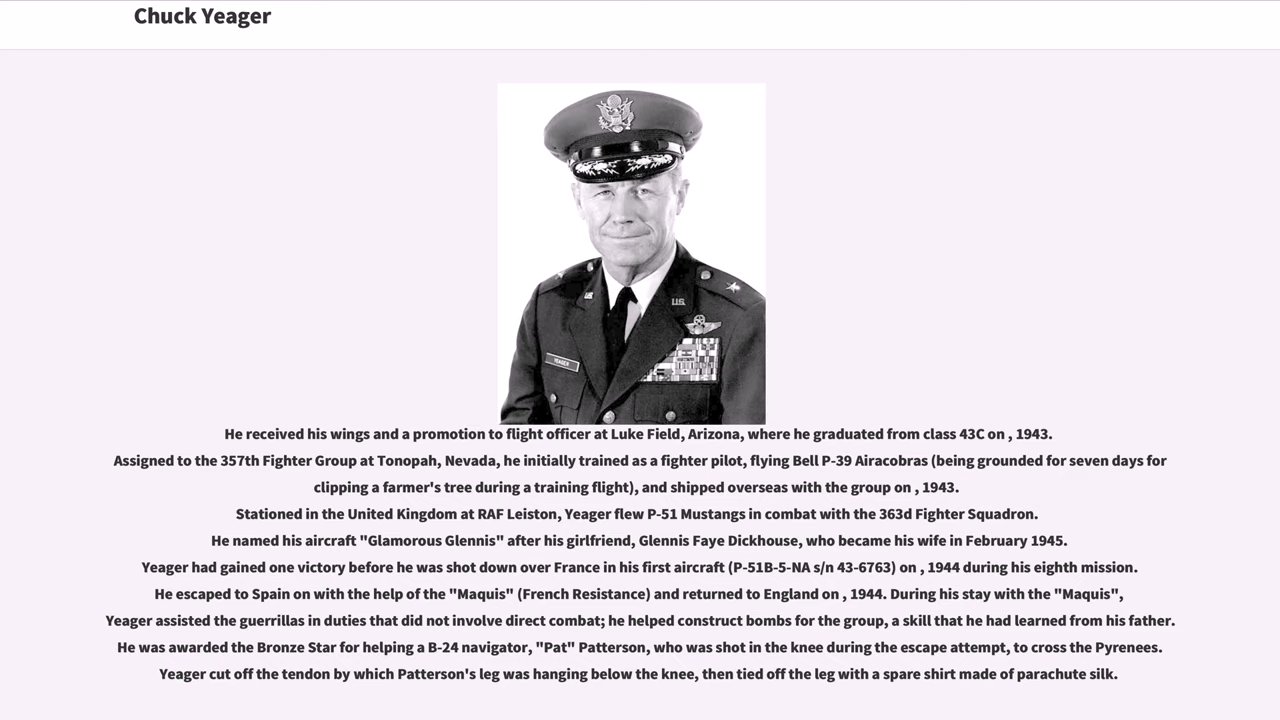 Chuck Yeager
U.S.
YEAGER
He received his wings and a promotion to flight officer at Luke Field, Arizona, where he graduated from class 43C on , 1943.
Assigned to the 357th Fighter Group at Tonopah, Nevada, he initially trained as a fighter pilot, flying Bell P-39 Airacobras (being grounded for seven days for
clipping a farmer's tree during a training flight), and shipped overseas with the group on , 1943.
Stationed in the United Kingdom at RAF Leiston, Yeager flew P-51 Mustangs in combat with the 363d Fighter Squadron.
He named his aircraft "Glamorous Glennis" after his girlfriend, Glennis Faye Dickhouse, who became his wife in February 1945.
Yeager had gained one victory before he was shot down over France in his first aircraft (P-51B-5-NA s/n 43-6763) on , 1944 during his eighth mission.
He escaped to Spain on with the help of the "Maquis" (French Resistance) and returned to England on , 1944. During his stay with the "Maquis",
Yeager assisted the guerrillas in duties that did not involve direct combat; he helped construct bombs for the group, a skill that he had learned from his father.
He was awarded the Bronze Star for helping a B-24 navigator, "Pat" Patterson, who was shot in the knee during the escape attempt, to cross the Pyrenees.
Yeager cut off the tendon by which Patterson's leg was hanging below the knee, then tied off the leg with a spare shirt made of parachute silk.